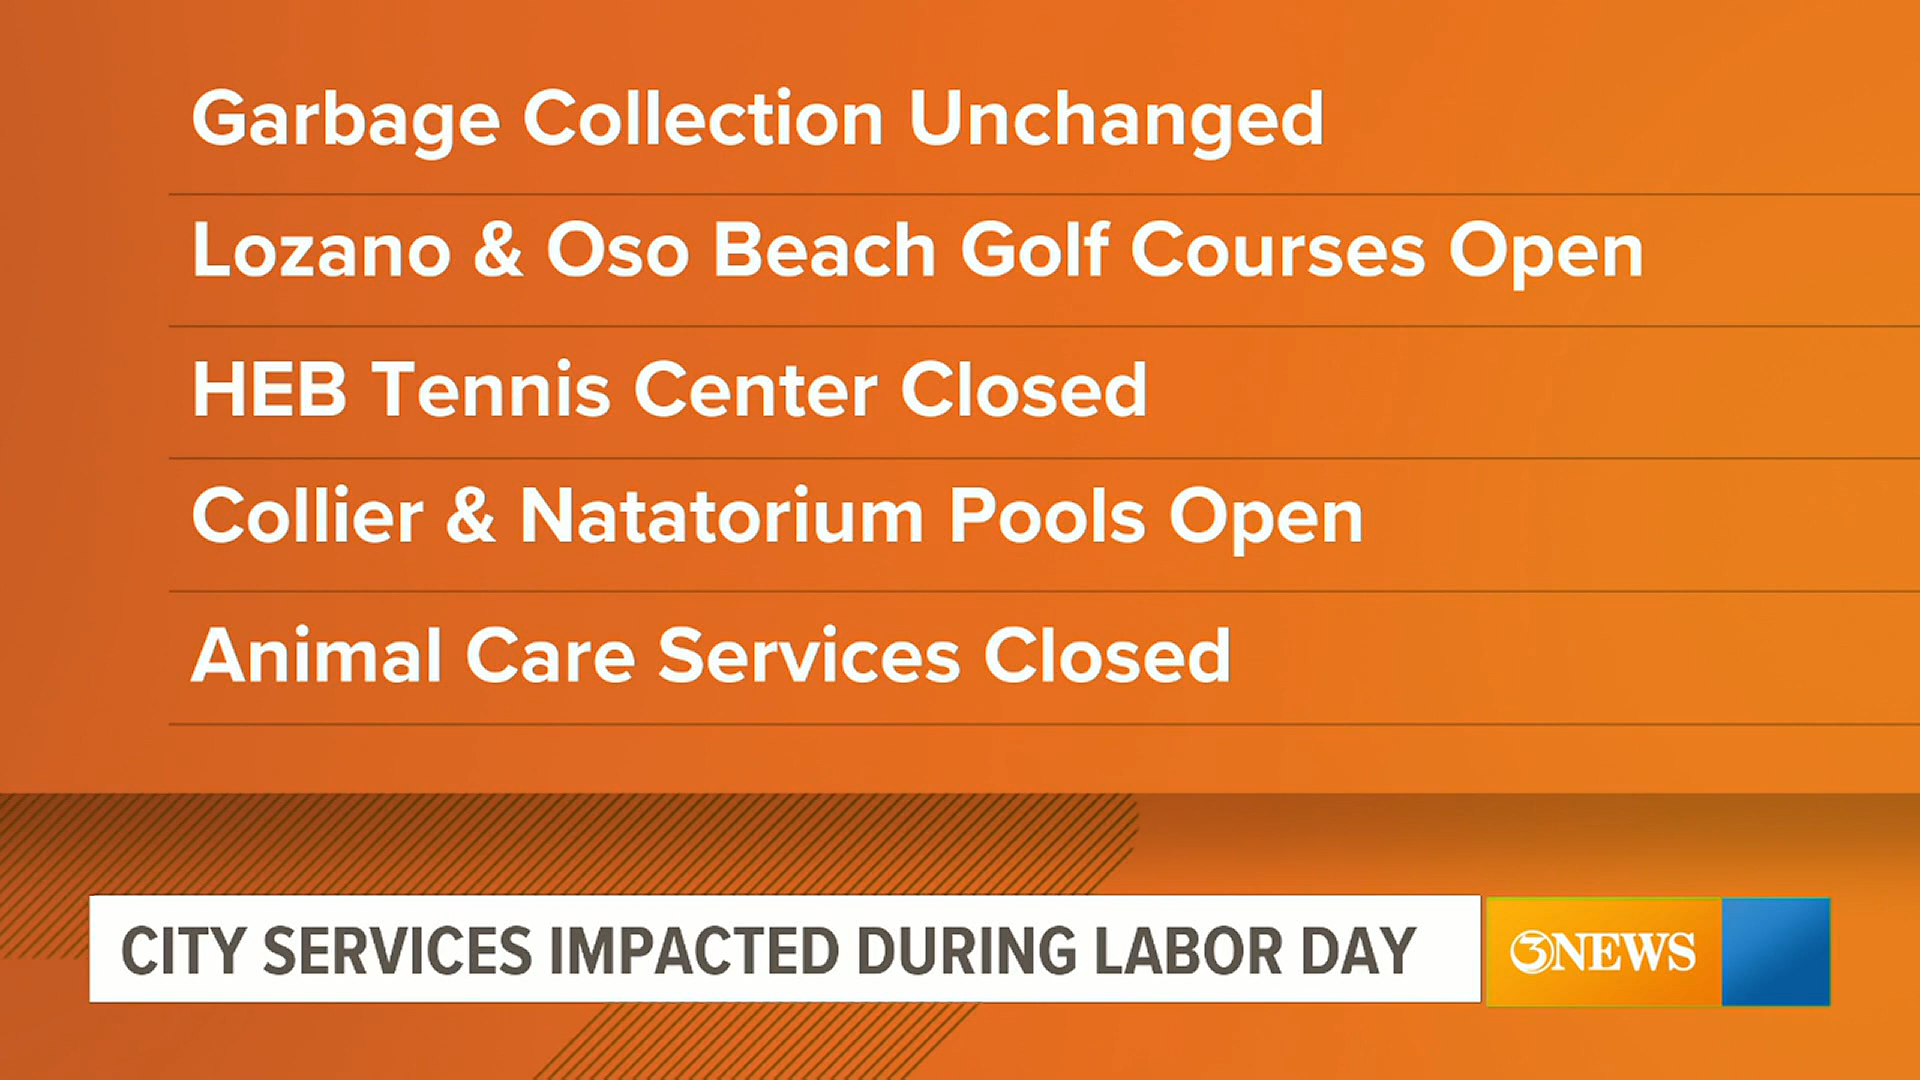 Garbage Collection Unchanged
Lozano & Oso Beach Golf Courses Open
HEB Tennis Center Closed
Collier & Natatorium Pools Open
Animal Care Services Closed
CITY SERVICES IMPACTED DURING LABOR DAY
3NEWS